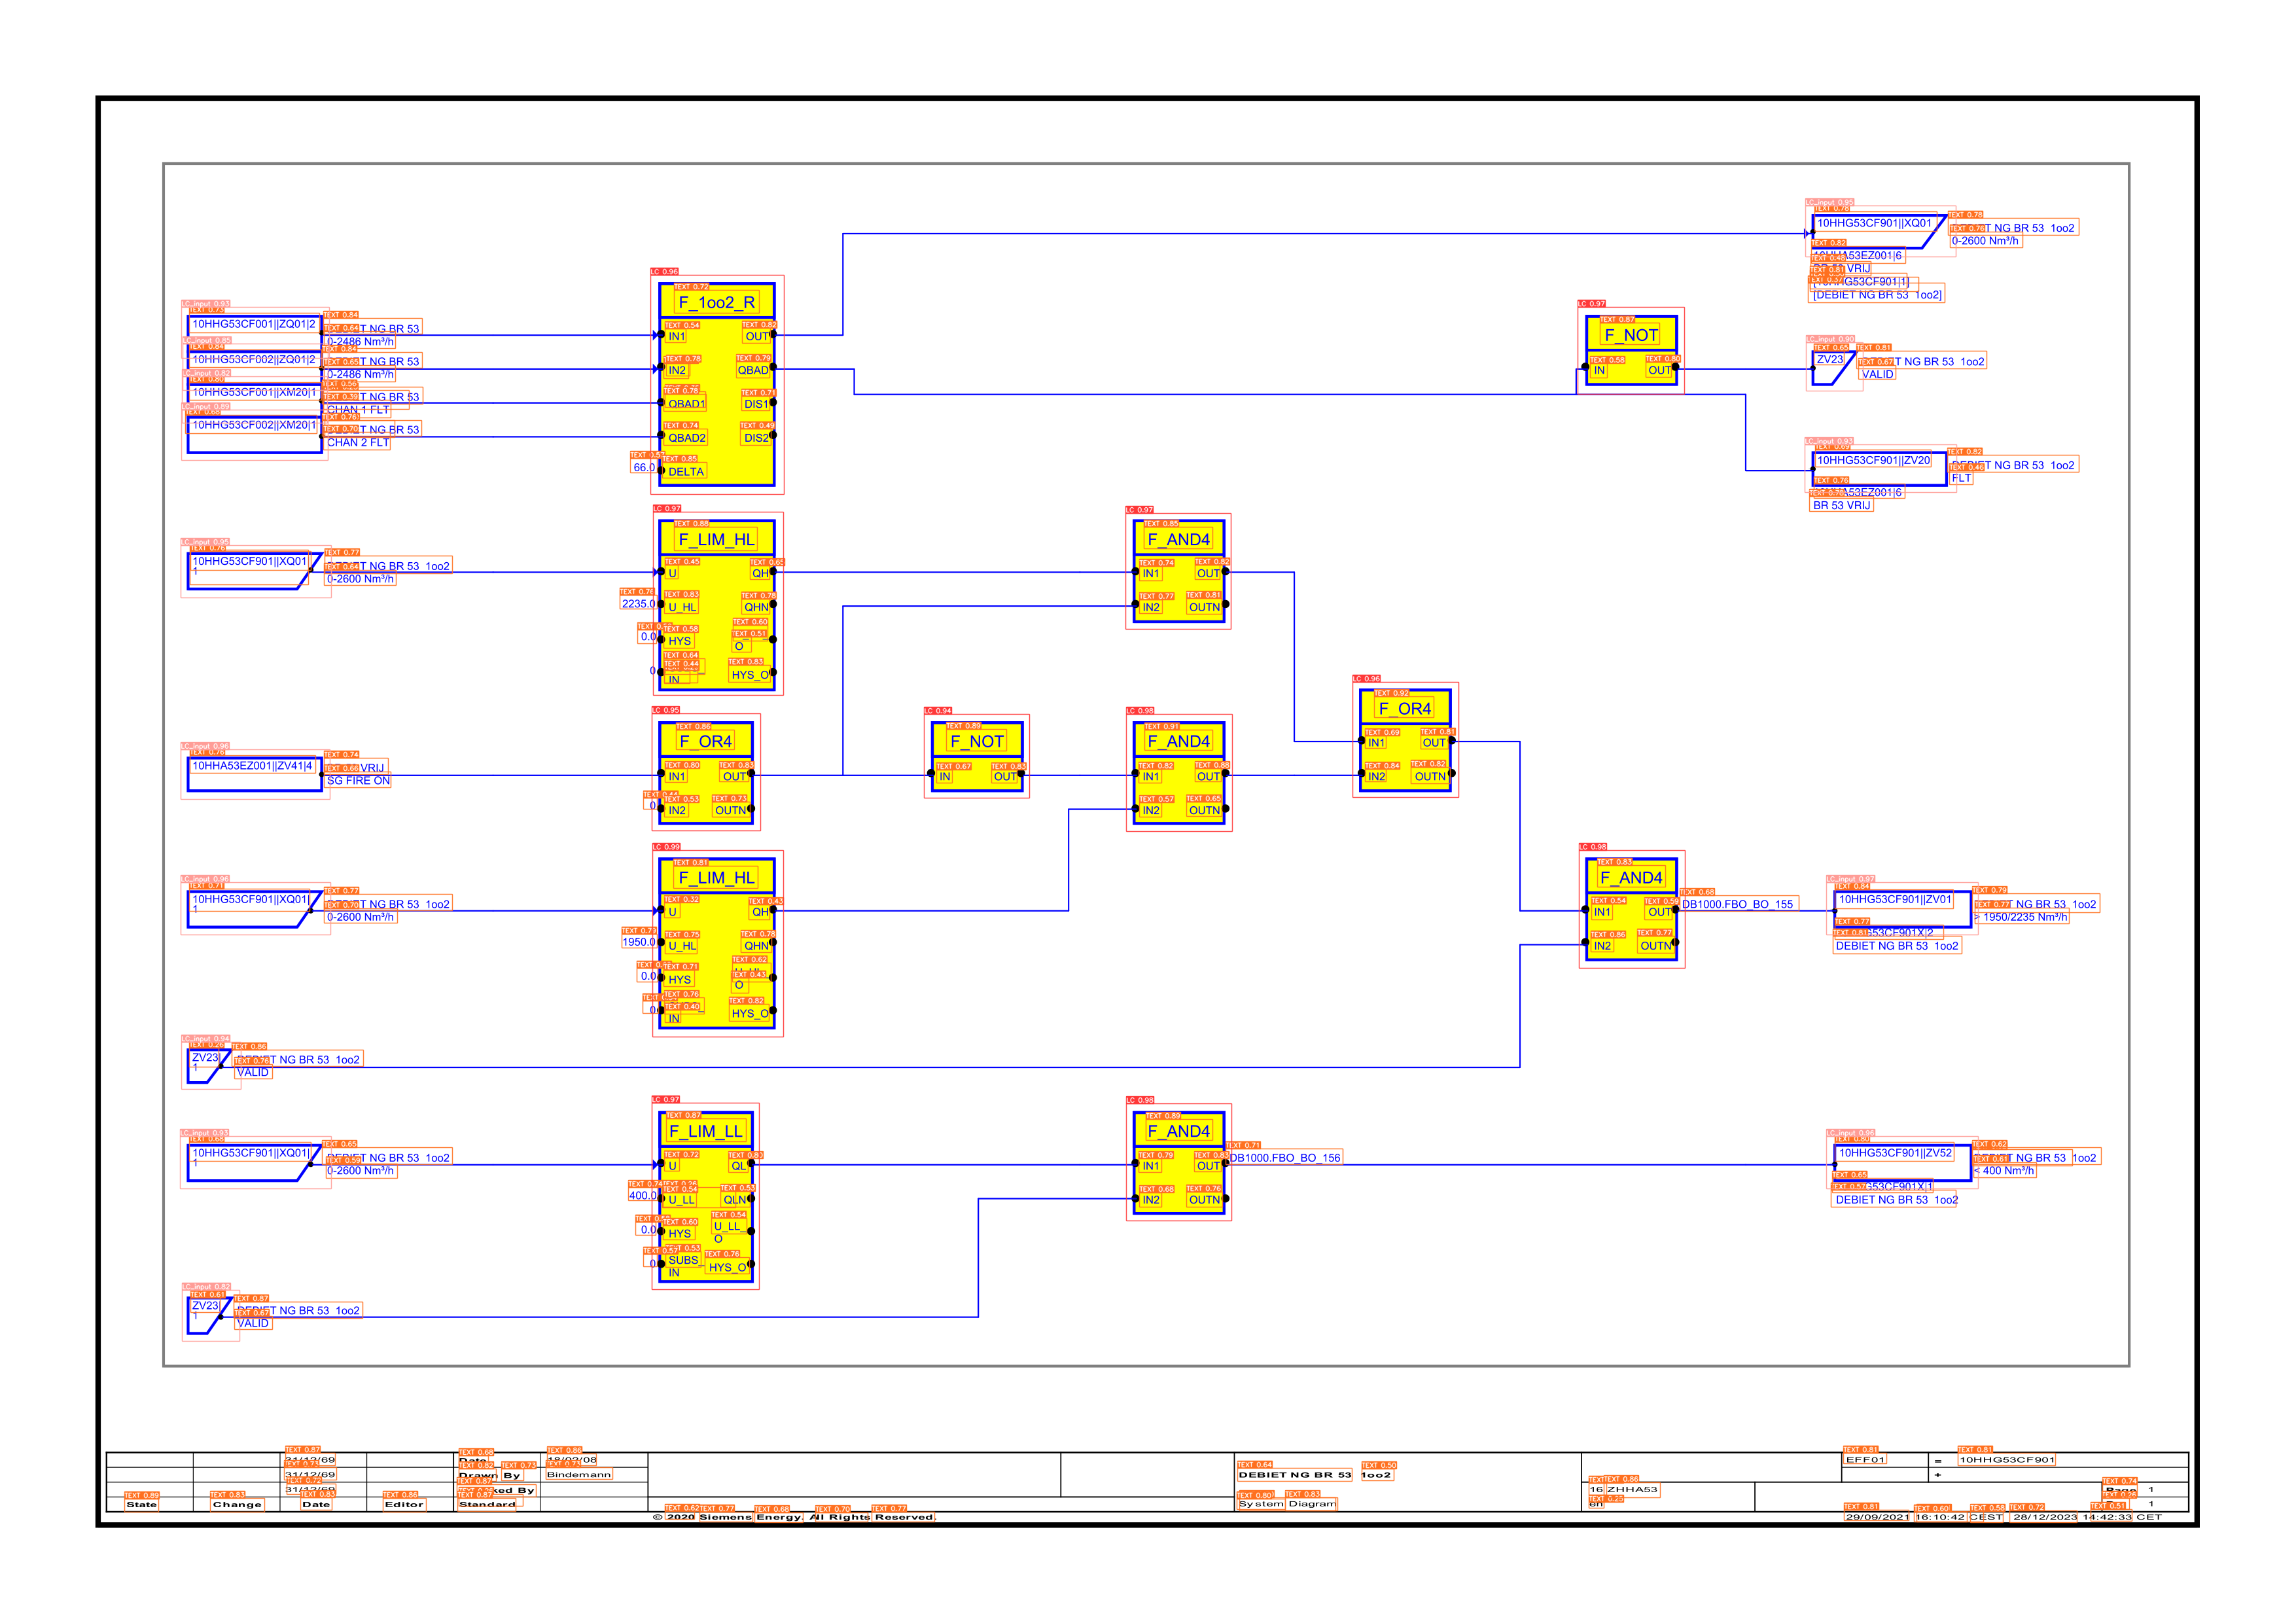 F_1oo2_R
IN1
OUT
IN2
QBAD
QBAD1
DIS1
QBAD2
DIS2
66.0
DELTA
10HHG53CF001||ZQ01|2
T NG BR 53
0-2486 Nm³/h
10HHG53CF002||ZQ01|2
T NG BR 53
0-2486 Nm³/h
10HHG53CF001||XM20|1
T NG BR 53
CHAN 1 FLT
10HHG53CF002||XM20|1
T NG BR 53
CHAN 2 FLT
10HHG53CF901||XQ01
T NG BR 53 1oo2
0-2600 Nm³/h
A53EZ001|6
VRIJ
G53CF901|1]
[DEBIET NG BR 53 1oo2]
F_NOT
IN
OUT
ZV23
T NG BR 53 1oo2
VALID
10HHG53CF901||ZV20
T NG BR 53 1oo2
FLT
A53EZ001|6
BR 53 VRIJ
10HHG53CF901||XQ01
1
T NG BR 53 1oo2
0-2600 Nm³/h
F_LIM_HL
U
QH
2235.0
U_HL
QHN
0.0
HYS
O
0
IN
HYS_O
F_AND4
IN1
OUT
IN2
OUTN
10HHA53EZ001||ZV41|4
VRIJ
SG FIRE ON
F_OR4
IN1
OUT
0
IN2
OUTN
F_NOT
IN
OUT
F_AND4
IN1
OUT
IN2
OUTN
F_OR4
IN1
OUT
IN2
OUTN
10HHG53CF901||XQ01|
1
T NG BR 53 1oo2
0-2600 Nm³/h
F_LIM_HL
U
QH
1950.0
U_HL
QHN
0.0
HYS
O
0
IN
HYS_O
F_AND4
IN1
OUT
IN2
OUTN
DB1000.FBO_BO_155
10HHG53CF901||ZV01
T NG BR 53 1oo2
> 1950/2235 Nm³/h
53CF901X|2
DEBIET NG BR 53 1oo2
ZV23|
1
T NG BR 53 1oo2
VALID
10HHG53CF901||XQ01|
1
T NG BR 53 1oo2
0-2600 Nm³/h
F_LIM_LL
U
QL
400.0
U_LL
QLN
0.0
HYS
U_LL_
O
0
SUBS_
IN
HYS_O
F_AND4
IN1
OUT
IN2
OUTN
DB1000.FBO_BO_156
10HHG53CF901||ZV52
T NG BR 53 1oo2
< 400 Nm³/h
G53CF901X|1
DEBIET NG BR 53 1oo2
ZV23|
1
T NG BR 53 1oo2
VALID
31/12/69
Date
18/02/08
31/12/69
Drawn By
Bindemann
31/12/69
ked By
State
Change
Date
Editor
Standard
DEBIET NG BR 53 1oo2
System Diagram
16 ZHHA53
en
EFF01
= 10HHG53CF901
+
Page 1
1
© 2020 Siemens Energy. All Rights Reserved.
29/09/2021 16:10:42 CEST 28/12/2023 14:42:33 CET